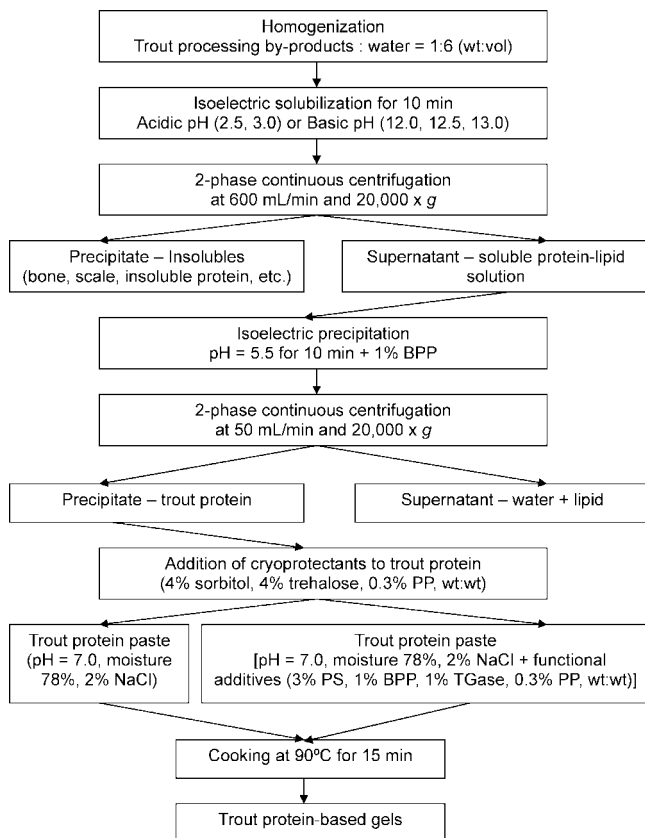 Homogenization
Trout processing by-products : water = 1:6 (wt:vol)
Isoelectric solubilization for 10 min
Acidic pH (2.5, 3.0) or Basic pH (12.0, 12.5, 13.0)
2-phase continuous centrifugation
at 600 mL/min and 20,000 x g
Precipitate – Insolubles
(bone, scale, insoluble protein, etc.)
Supernatant – soluble protein-lipid
solution
Isoelectric precipitation
pH = 5.5 for 10 min + 1% BPP
2-phase continuous centrifugation
at 50 mL/min and 20,000 x g
Precipitate – trout protein
Supernatant – water + lipid
Addition of cryoprotectants to trout protein
(4% sorbitol, 4% trehalose, 0.3% PP, wt:wt)
Trout protein paste
(pH = 7.0, moisture
78%, 2% NaCl)
Trout protein paste
[pH = 7.0, moisture 78%, 2% NaCl + functional
additives (3% PS, 1% BPP, 1% TGase, 0.3% PP, wt:wt)]
Cooking at 90ºC for 15 min
Trout protein-based gels